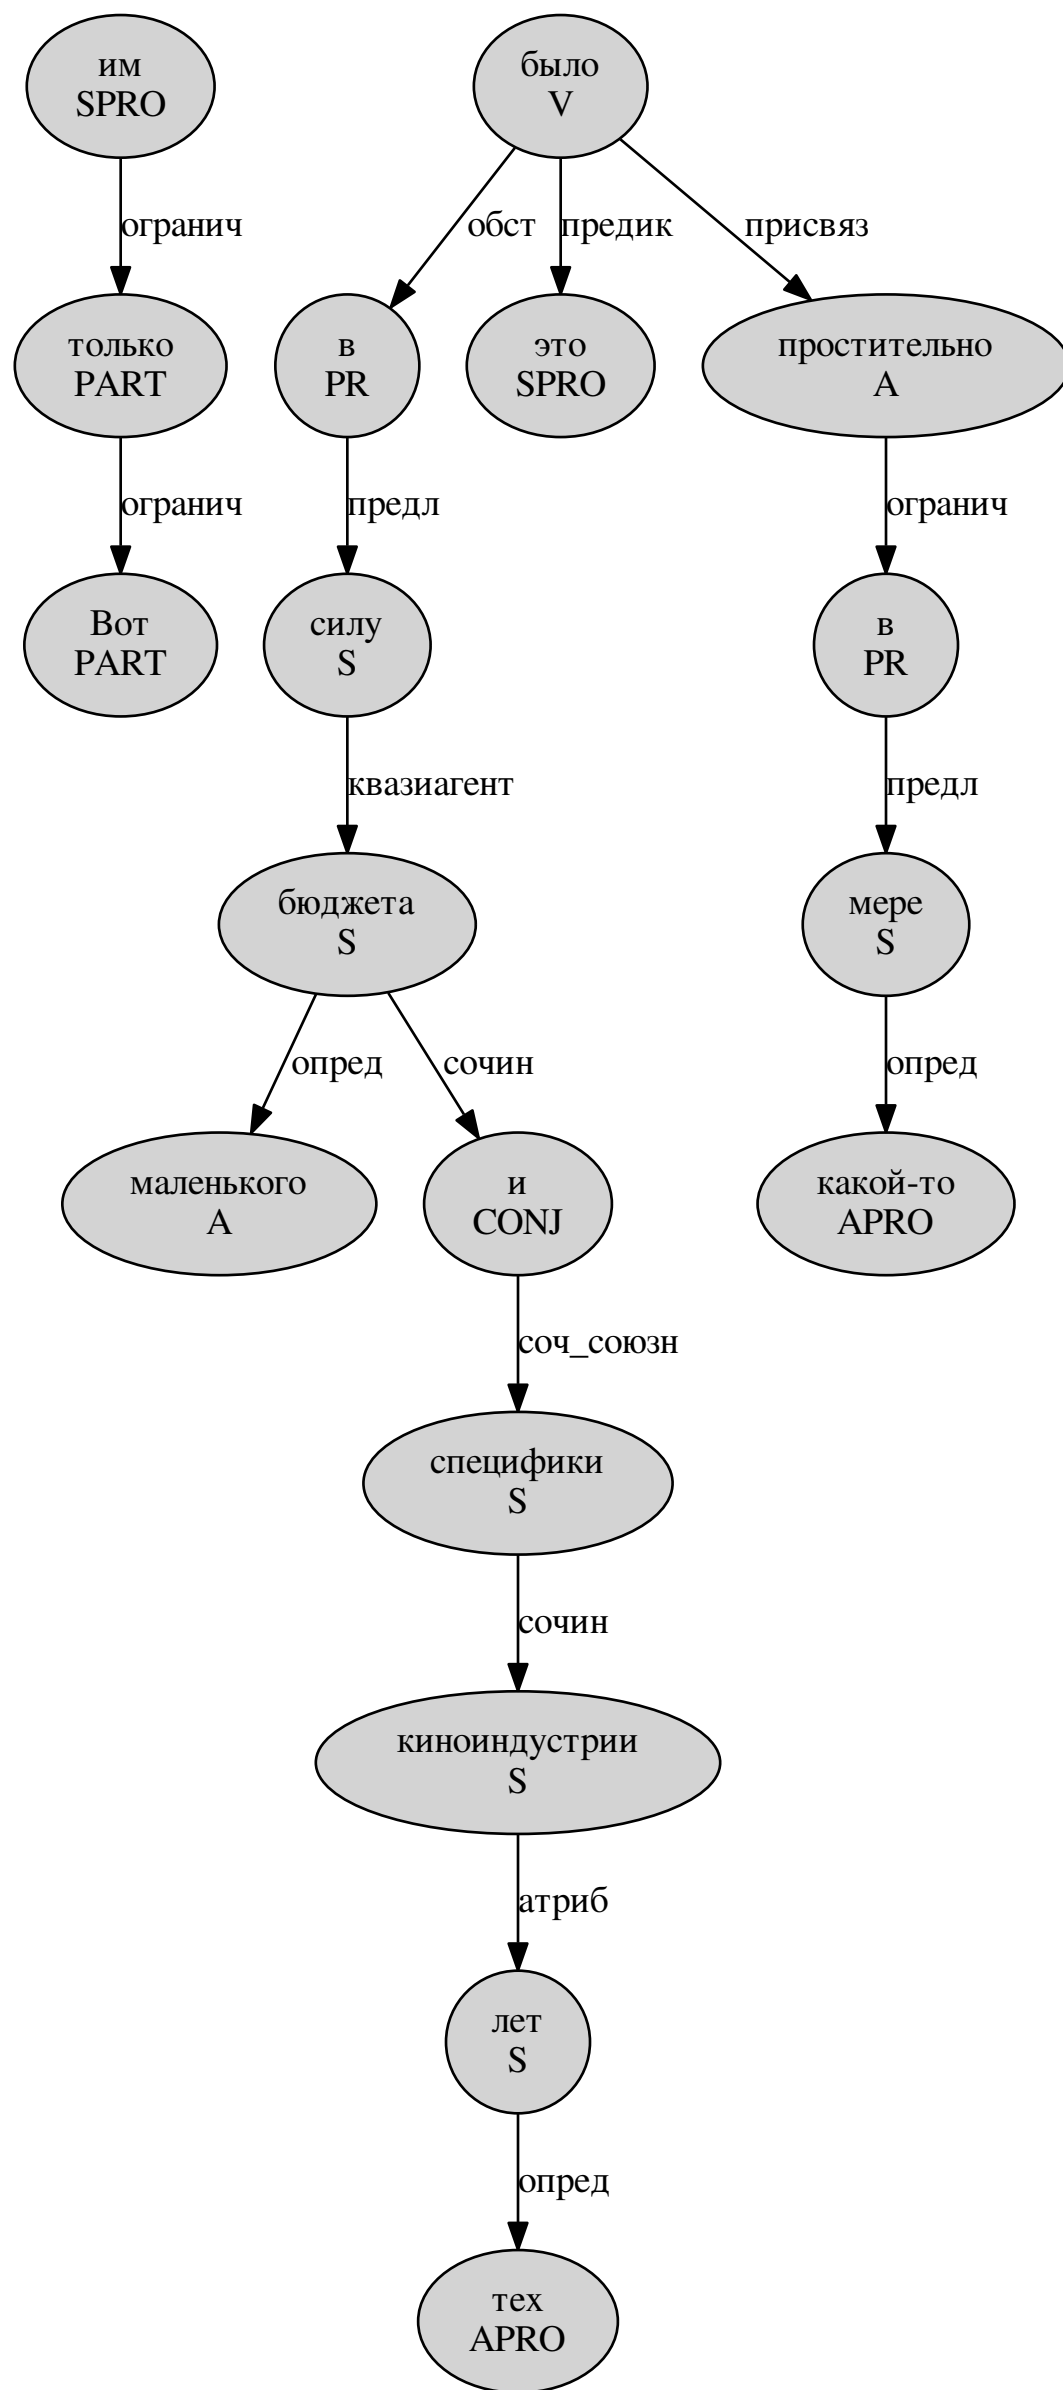 им
SPRO
было
V
огранич
обст
предик
присвяз
только
PART
в
PR
это
SPRO
простительно
A
огранич
предл
огранич
Вот
PART
силу
S
в
PR
квазиагент
предл
бюджета
S
мере
S
опред
сочин
опред
маленького
A
и
CONJ
какой-то
APRO
соч_союзн
специфики
S
сочин
киноиндустрии
S
атриб
лет
S
опред
тех
APRO